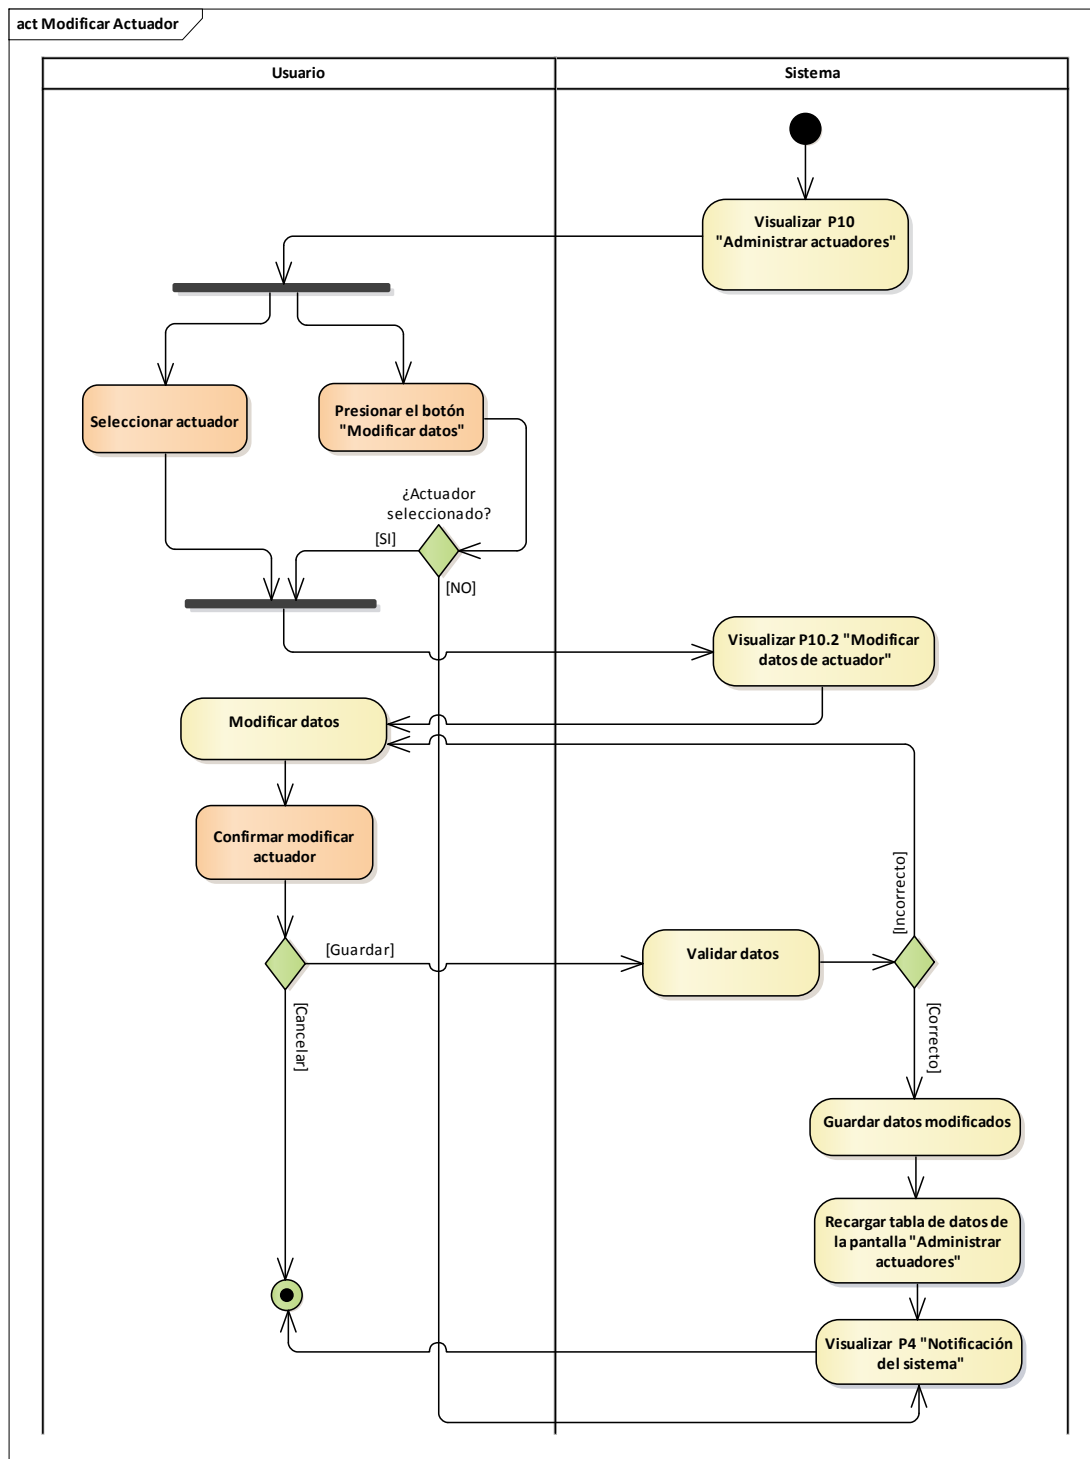 act Modificar Actuador
Usuario
Sistema
Visualizar P10
"Administrar actuadores"
Seleccionar actuador
Presionar el botón
"Modificar datos"
¿Actuador
seleccionado?
[SI]
[NO]
Visualizar P10.2 "Modificar
datos de actuador"
Modificar datos
Confirmar modificar
actuador
[Incorrecto]
[Guardar]
Validar datos
[Cancelar]
[Correcto]
Guardar datos modificados
Recargar tabla de datos de
la pantalla "Administrar
actuadores"
Visualizar P4 "Notificación
del sistema"